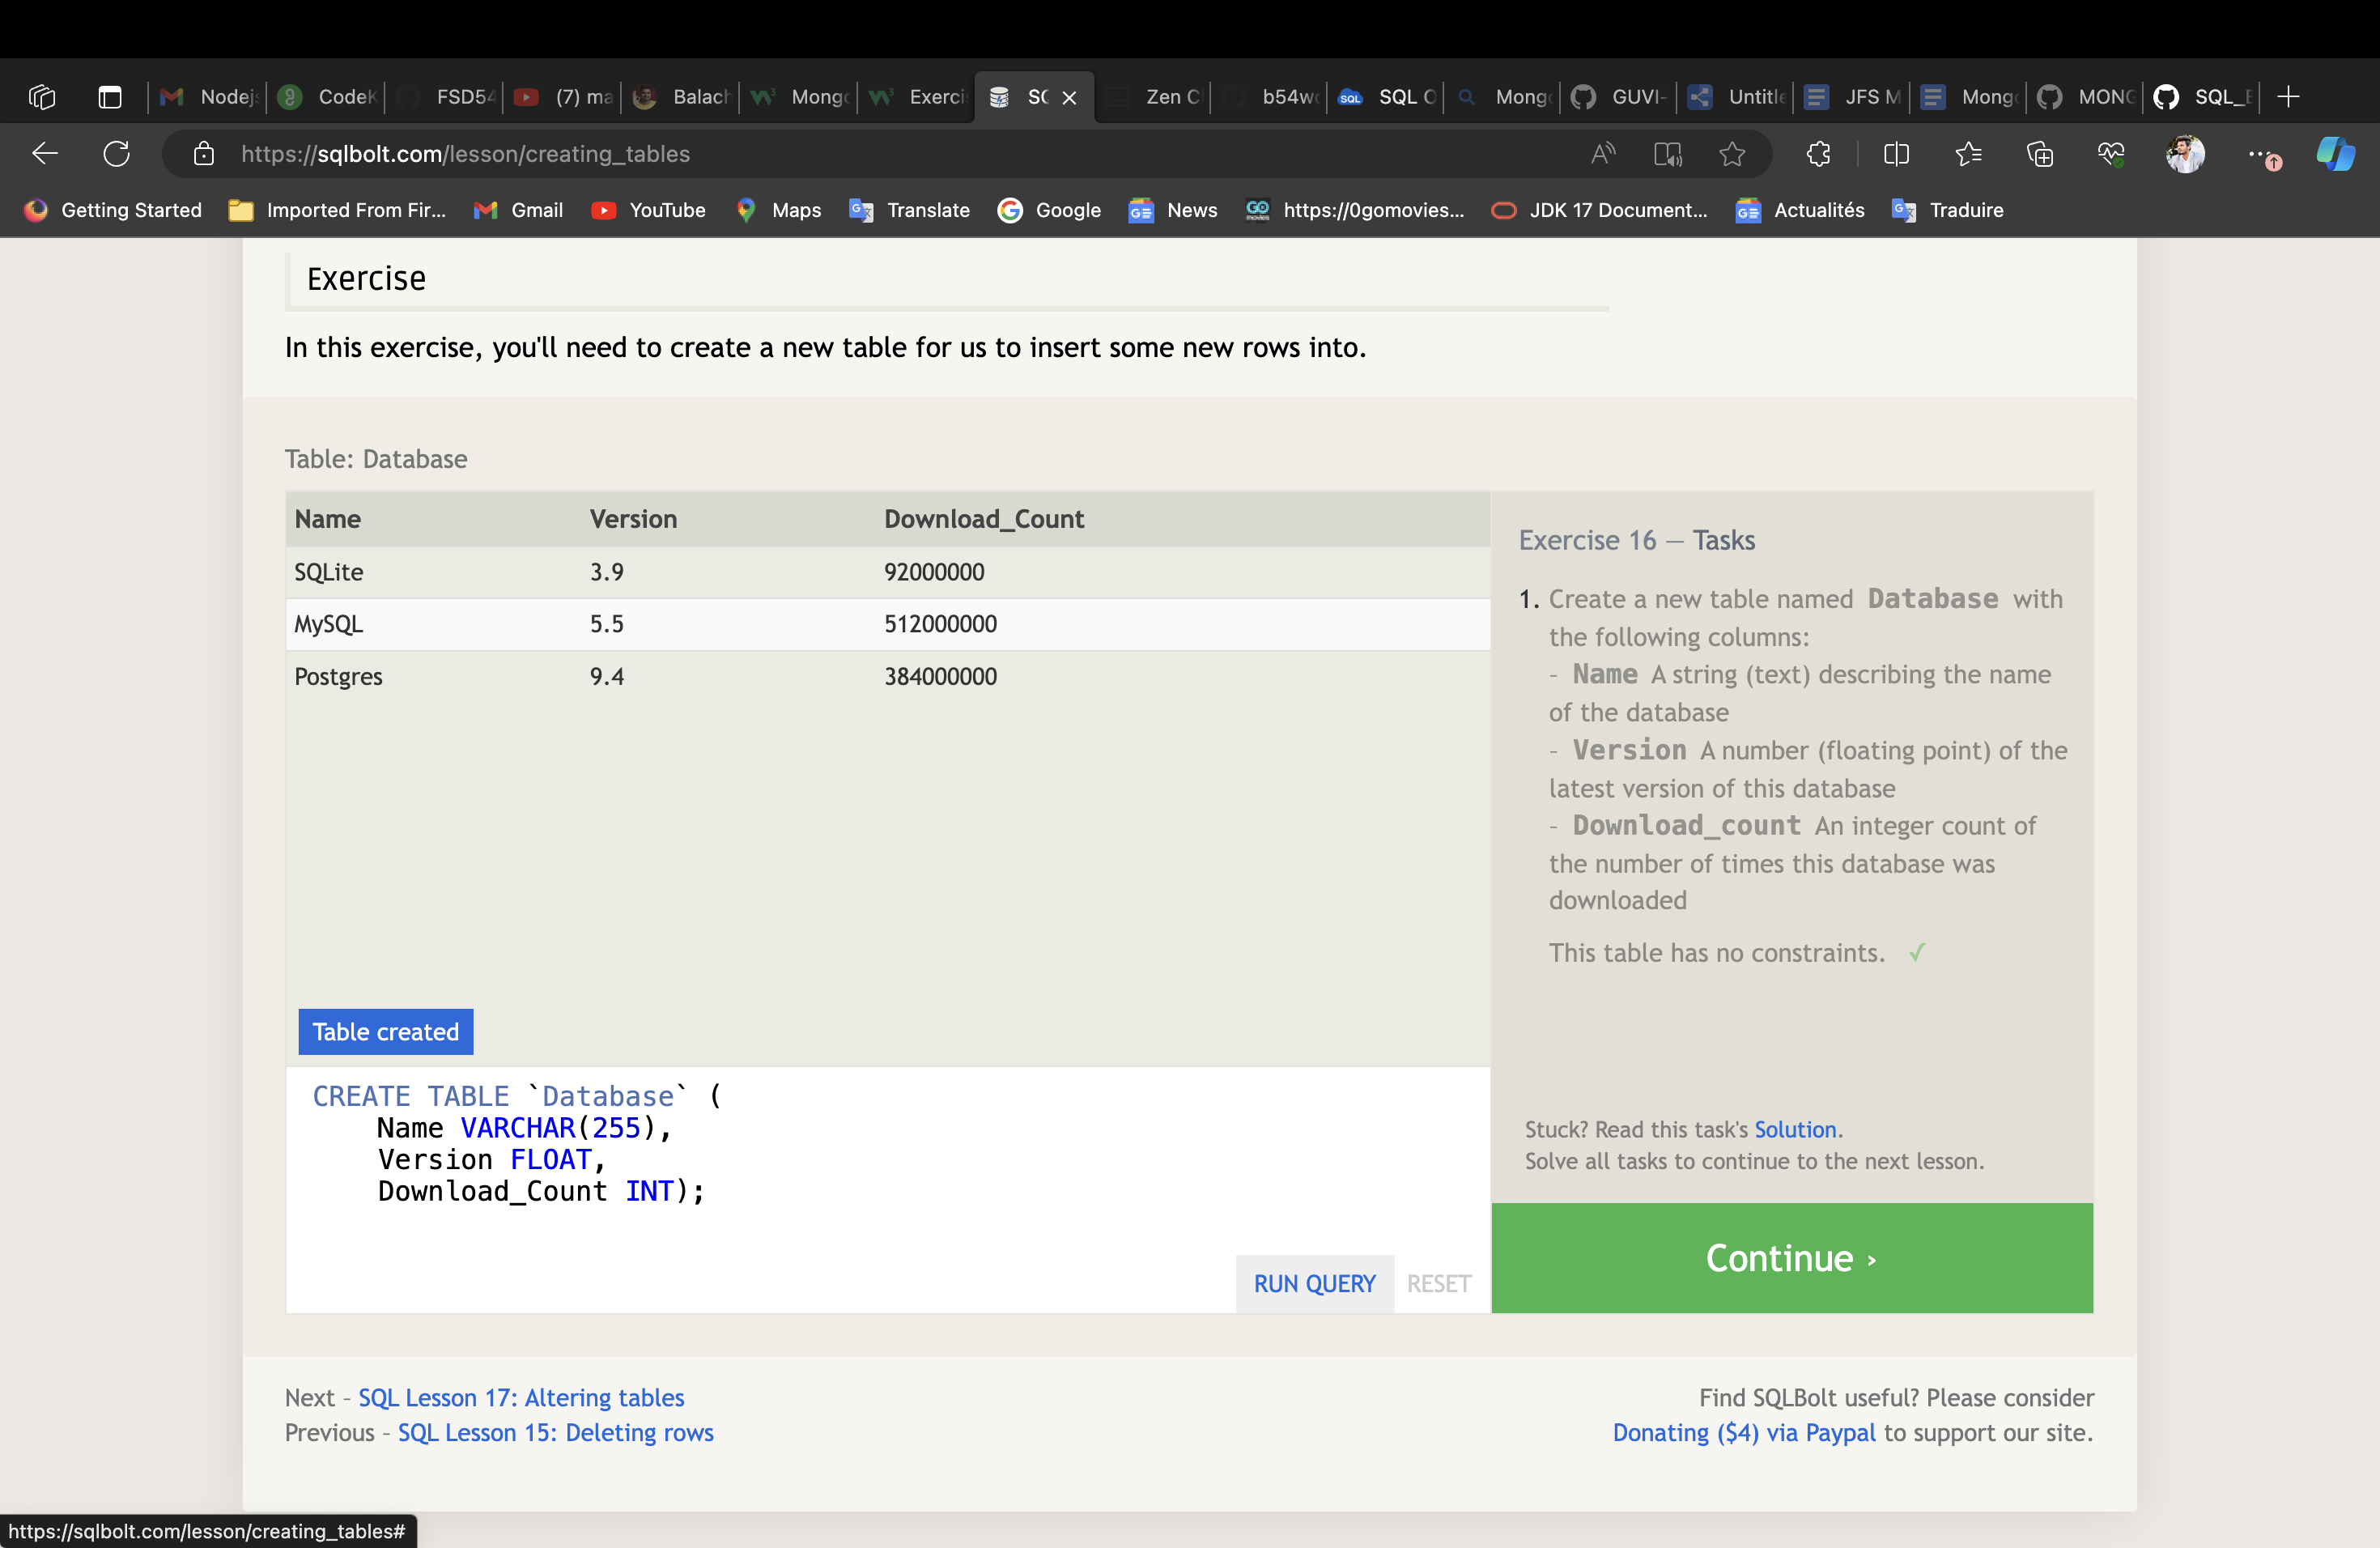 Nodej
CodeK
FSD54
(7) ma
Balach
Mongo
Exerci
SQ
Zen C
b54w
SQL O
Mong
GUVI-
Untitle
JFS M
Mong
MONG
SQL_E
https://sqlbolt.com/lesson/creating_tables
Getting Started
Imported From Fir...
Gmail
YouTube
Maps
Translate
Google
News
https://0gomovies...
JDK 17 Document...
Actualités
Traduire
Exercise
In this exercise, you'll need to create a new table for us to insert some new rows into.
Table: Database
Name Version Download_Count
SQLite 3.9 92000000
MySQL 5.5 512000000
Postgres 9.4 384000000
Table created
CREATE TABLE `Database` (
Name VARCHAR(255),
Version FLOAT,
Download_Count INT);
RUN QUERY RESET
Exercise 16 — Tasks
1. Create a new table named Database with
the following columns:
- Name A string (text) describing the name
of the database
- Version A number (floating point) of the
latest version of this database
- Download_count An integer count of
the number of times this database was
downloaded
This table has no constraints. ✓
Stuck? Read this task's Solution.
Solve all tasks to continue to the next lesson.
Continue ›
Next – SQL Lesson 17: Altering tables
Previous – SQL Lesson 15: Deleting rows
Find SQLBolt useful? Please consider
Donating ($4) via Paypal to support our site.
https://sqlbolt.com/lesson/creating_tables#